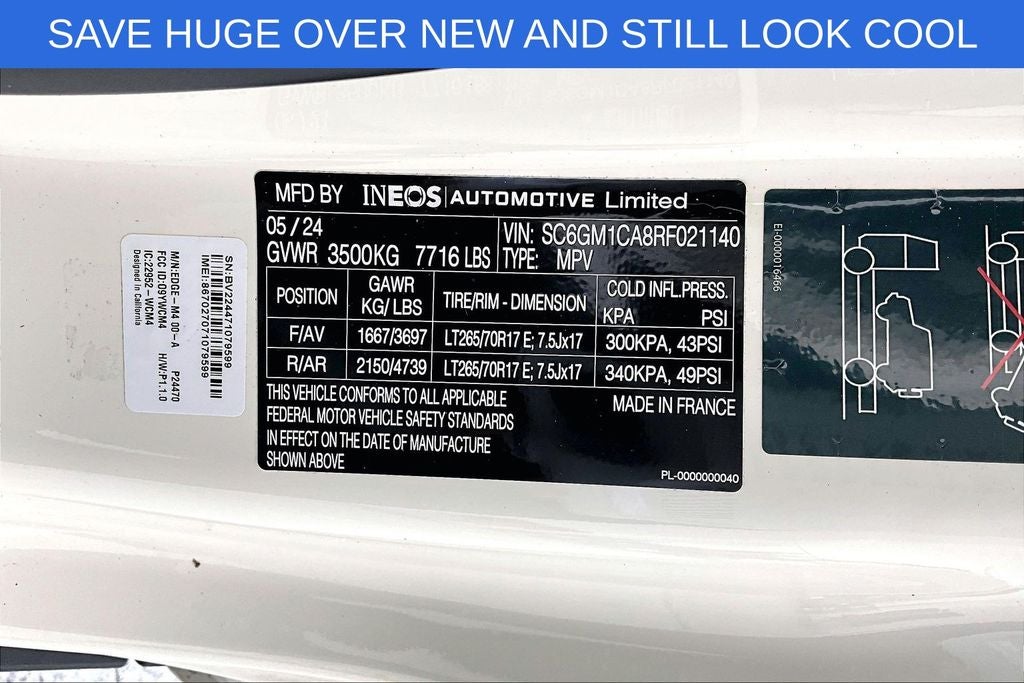 SAVE HUGE OVER NEW AND STILL LOOK COOL
MFD BY INEOS AUTOMOTIVE Limited
05 / 24
GVWR 3500KG 7716 LBS
VIN: SC6GM1CA8RF021140
TYPE: MPV
POSITION GAWR KG/ LBS TIRE/RIM - DIMENSION COLD INFL.PRESS. KPA PSI
F/AV 1667/3697 LT265/70R17 E; 7.5Jx17 300KPA, 43PSI
R/AR 2150/4739 LT265/70R17 E; 7.5Jx17 340KPA, 49PSI
THIS VEHICLE CONFORMS TO ALL APPLICABLE
FEDERAL MOTOR VEHICLE SAFETY STANDARDS
IN EFFECT ON THE DATE OF MANUFACTURE
SHOWN ABOVE
MADE IN FRANCE
PL-0000000040
SN:BV224471079599
IMEI:867027071079599
M/N:EDGE-M4 00-A P24470
FCC ID:O9YWCM4 H/W:P1.1.0
IC:22952-WCM4
Designed in California
EI-0000016466